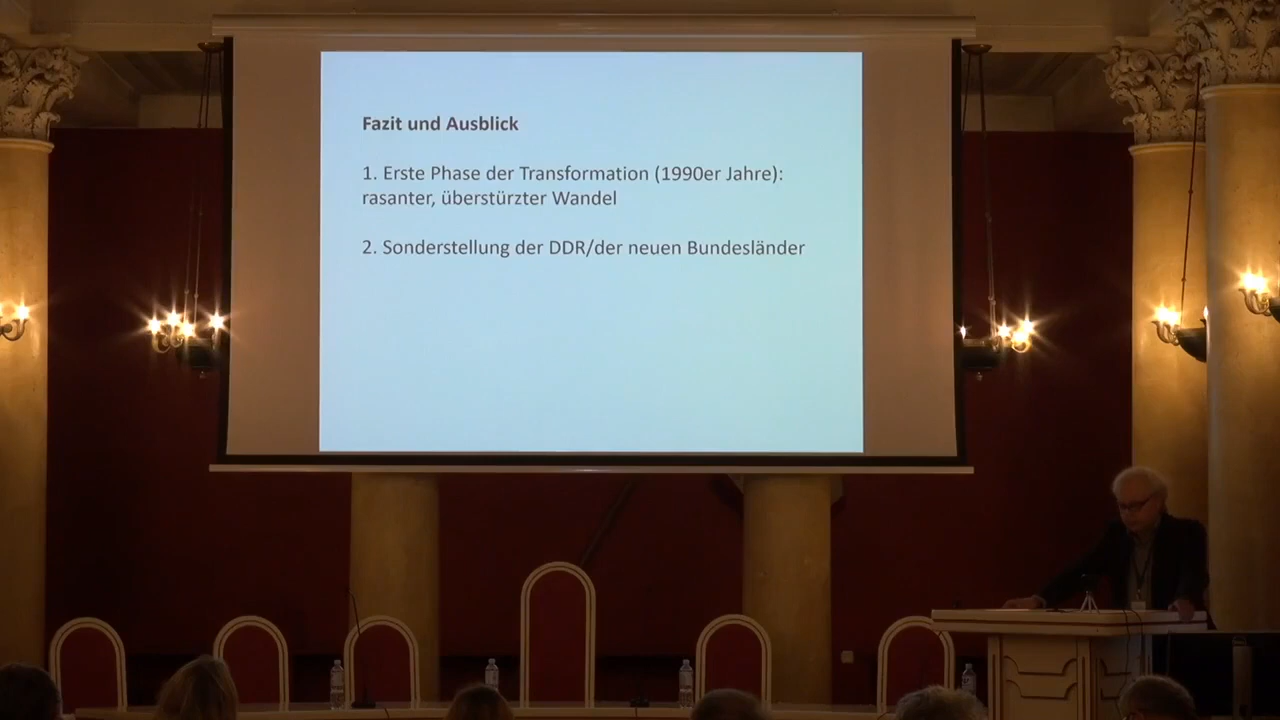 Fazit und Ausblick
1. Erste Phase der Transformation (1990er Jahre):
rasanter, überstürzter Wandel
2. Sonderstellung der DDR/der neuen Bundesländer